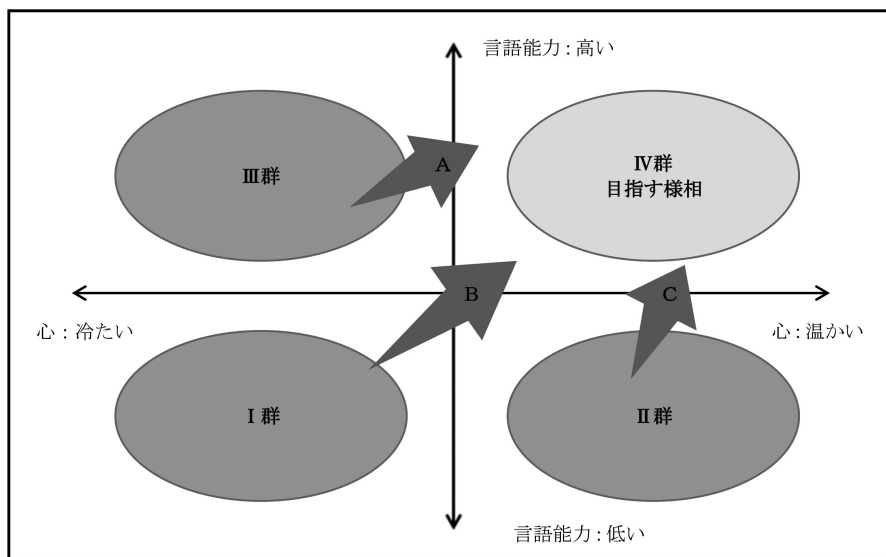 言語能力 : 高い
Ⅲ群
A
Ⅳ群
目指す様相
B
C
心 : 冷たい
心 : 温かい
Ⅰ群
Ⅱ群
言語能力 : 低い